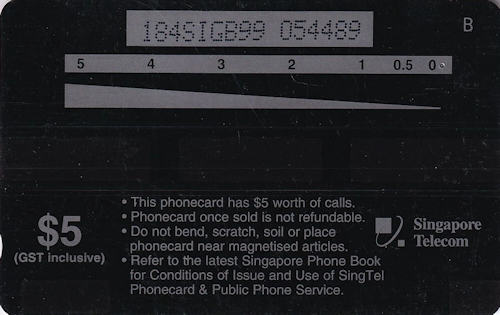 184SIGB99 054489
B
5 4 3 2 1 0.5 0
$5
(GST inclusive)
• This phonecard has $5 worth of calls.
• Phonecard once sold is not refundable.
• Do not bend, scratch, soil or place
phonecard near magnetised articles.
• Refer to the latest Singapore Phone Book
for Conditions of Issue and Use of SingTel
Phonecard & Public Phone Service.
Singapore
Telecom